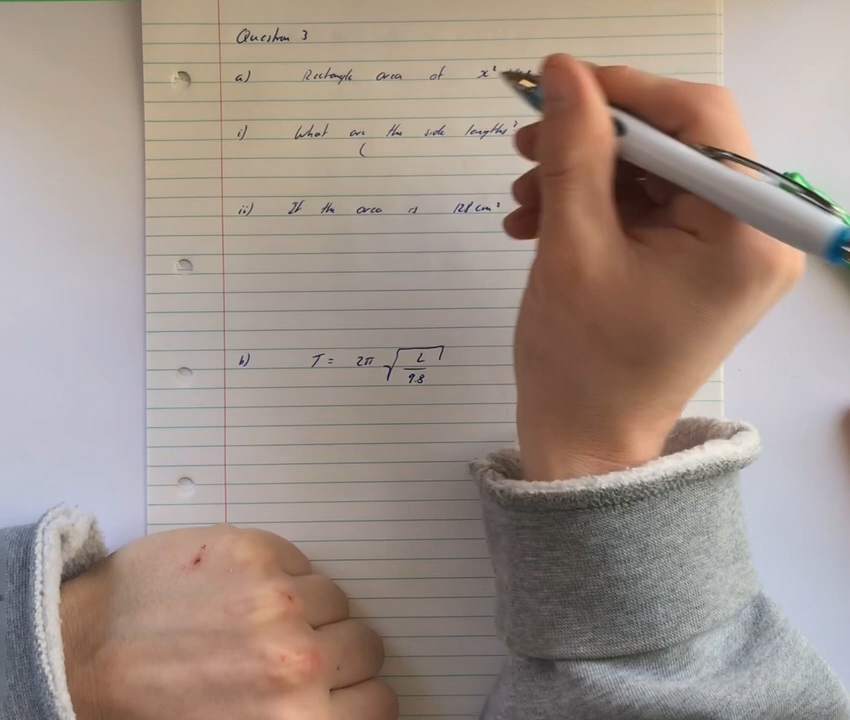 Question 3
a) Rectangle area of x²
i) What are the side lengths?
(
ii) If the area is 128 cm²
b) T = 2π √(L/9.8)